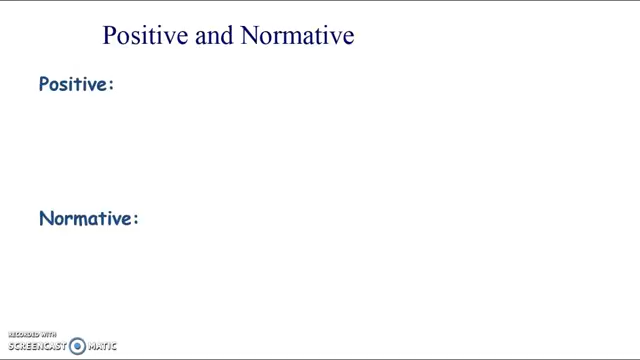 Positive and Normative
Positive:
Normative:
RECORDED WITH
SCREENCAST MATIC